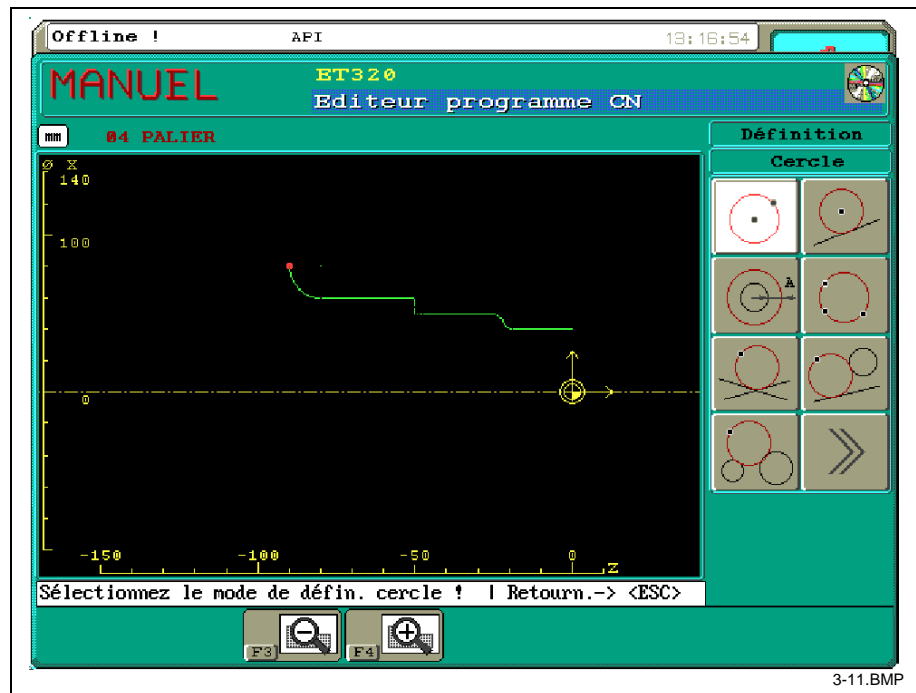 Offline ! API 13:16:54
MANUEL
ET320
Editeur programme CN
mm 04 PALIER
Définition
Cercle
Ø X
140
100
0
A
-150 -100 -50 0
Z
Sélectionnez le mode de défin. cercle ! | Retourn.-> <ESC>
F3 F4
3-11.BMP